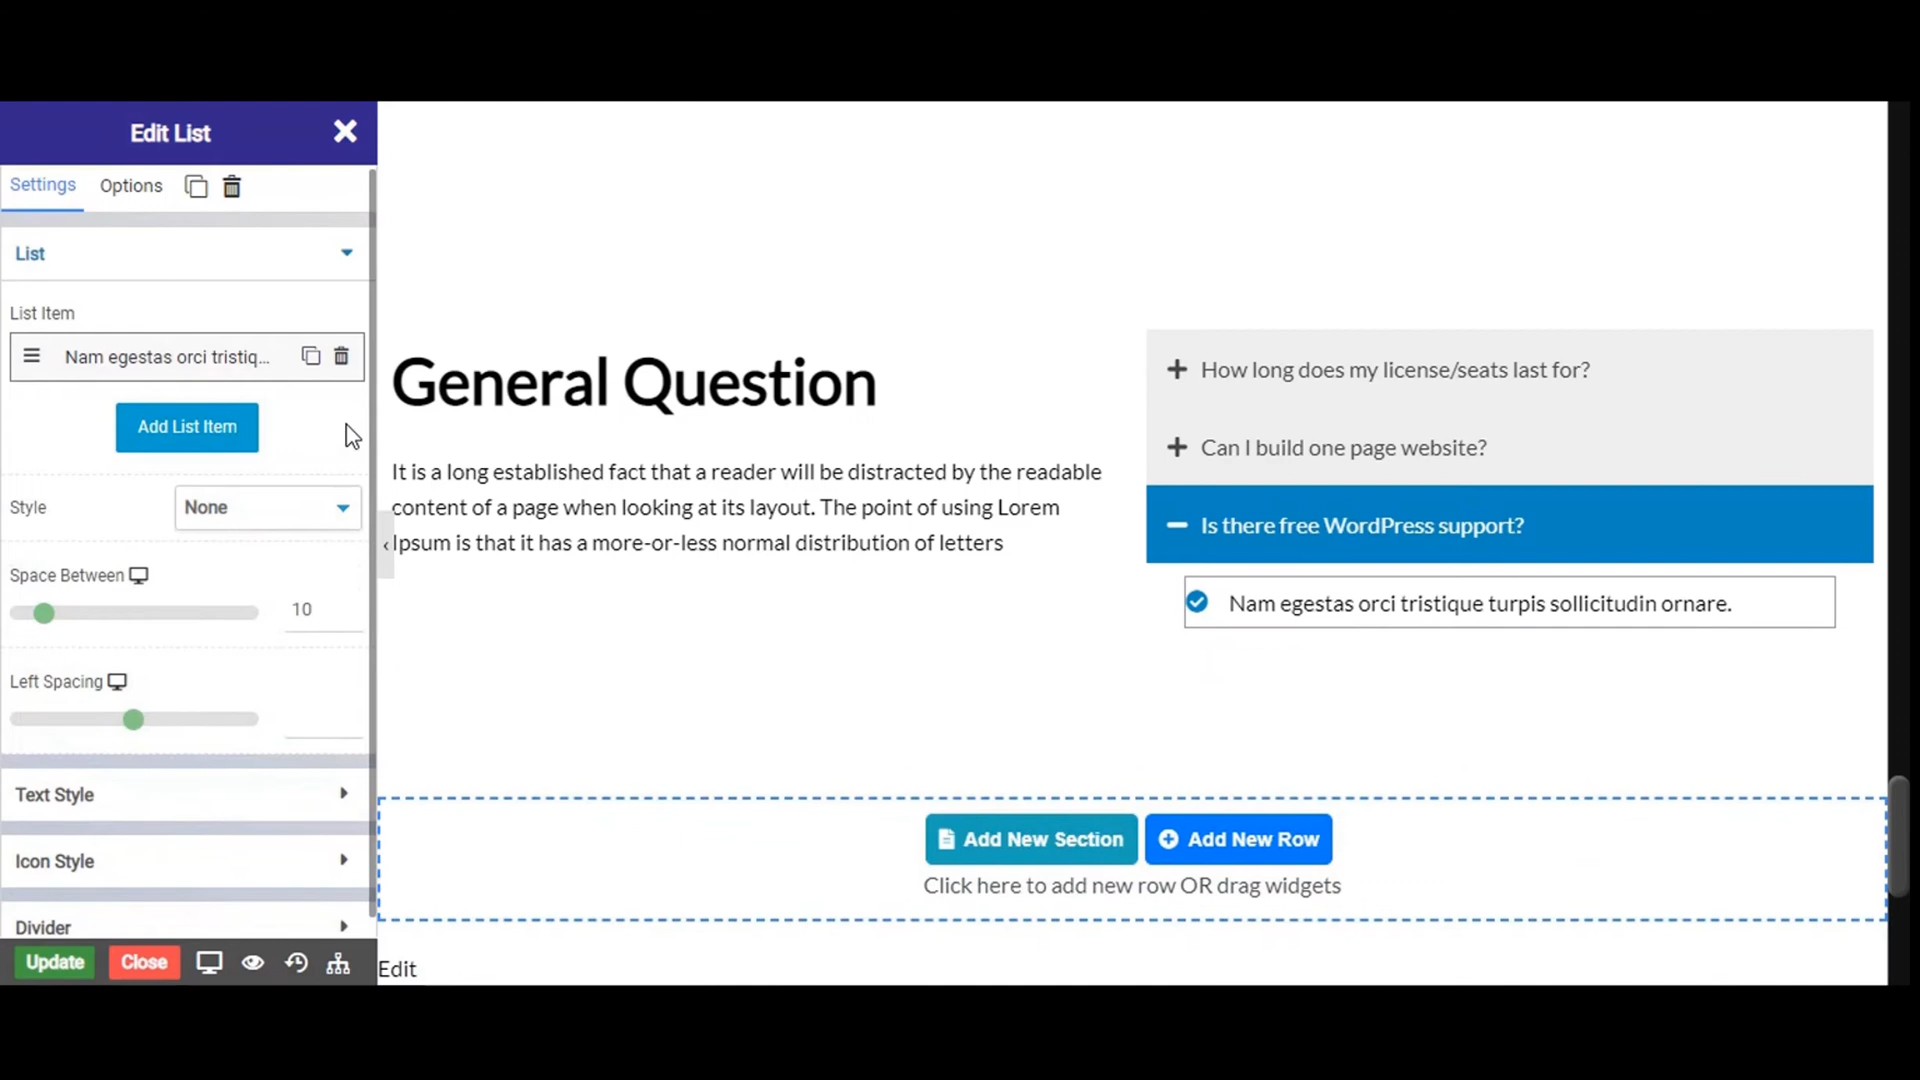 Edit List
Settings
Options
List
List Item
Nam egestas orci tristiq...
Add List Item
Style
None
Space Between
10
Left Spacing
Text Style
Icon Style
Divider
Update
Close
General Question
It is a long established fact that a reader will be distracted by the readable
content of a page when looking at its layout. The point of using Lorem
Ipsum is that it has a more-or-less normal distribution of letters
How long does my license/seats last for?
Can I build one page website?
Is there free WordPress support?
Nam egestas orci tristique turpis sollicitudin ornare.
Add New Section
Add New Row
Click here to add new row OR drag widgets
Edit